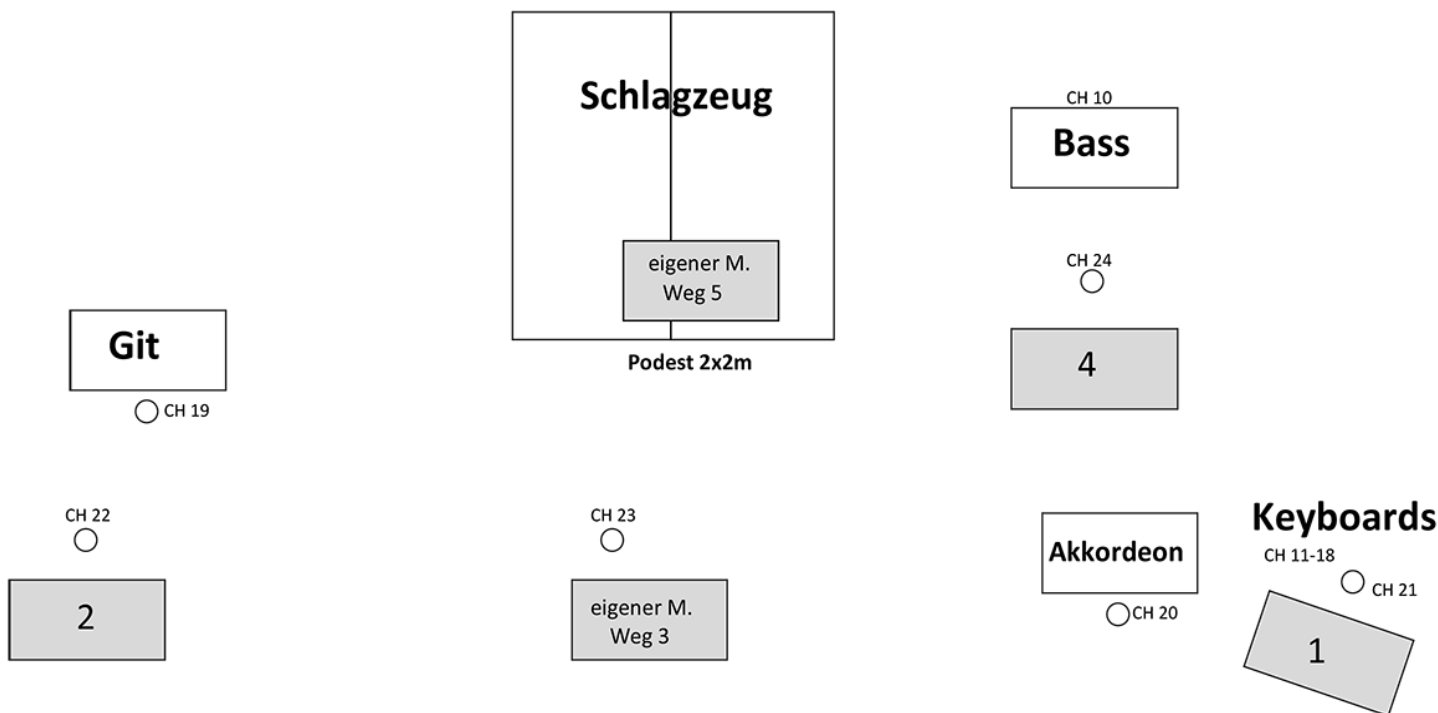 Schlagzeug
CH 10
Bass
eigener M.
Weg 5
CH 24
Git
Podest 2x2m
4
CH 19
CH 22
CH 23
Keyboards
Akkordeon
CH 11-18
CH 21
2
eigener M.
Weg 3
CH 20
1